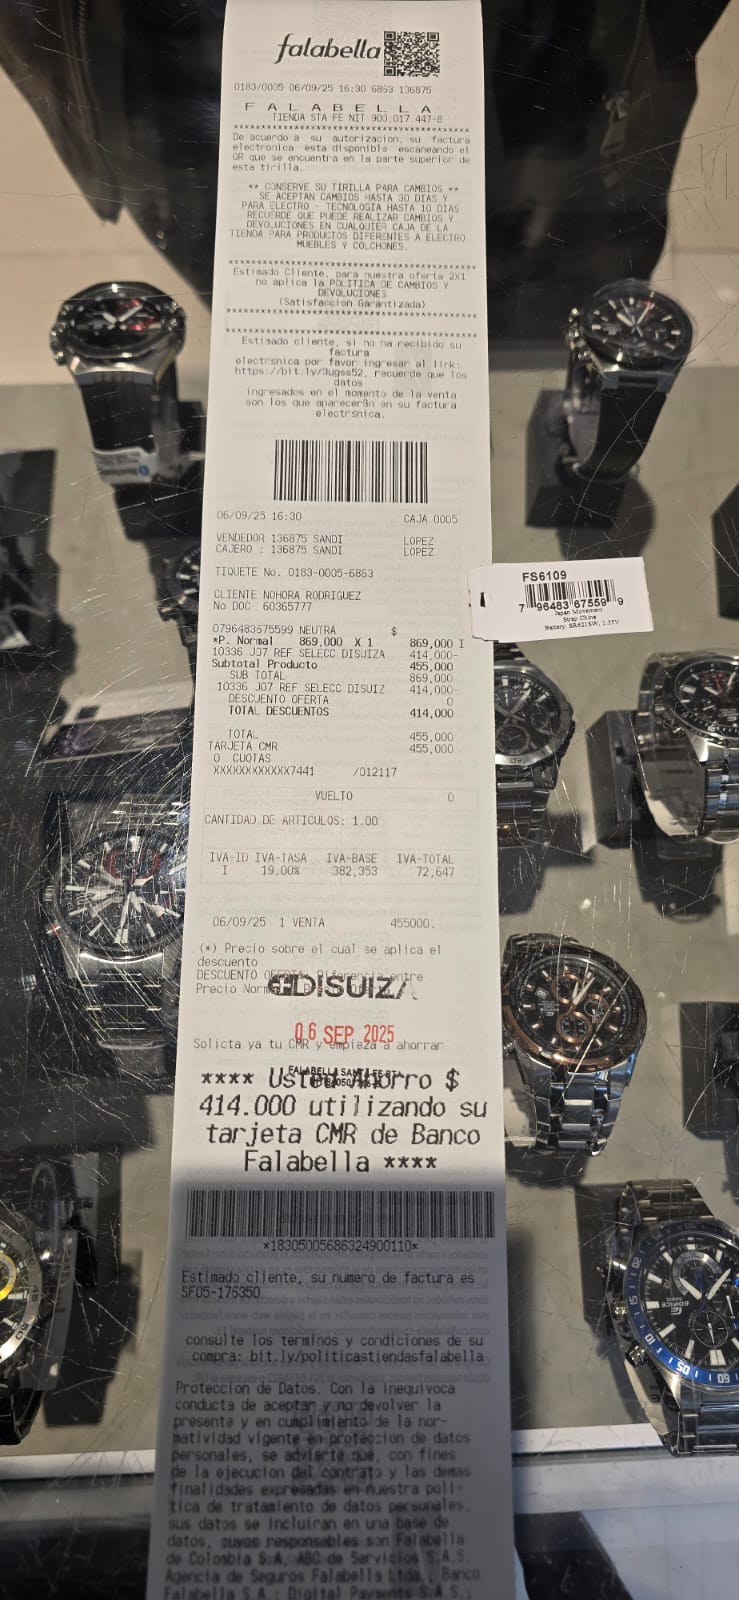 falabella
0183/0005 06/09/25 16:30 6863 136875
F A L A B E L L A
TIENDA STA FE NIT 900.017.447-8
De acuerdo a su autorizacion, su factura
electronica esta disponible escaneando el
QR que se encuentra en la parte superior de
esta tirilla.
** CONSERVE SU TIRILLA PARA CAMBIOS **
SE ACEPTAN CAMBIOS HASTA 30 DIAS Y
PARA ELECTRO - TECNOLOGIA HASTA 10 DIAS
RECUERDE QUE PUEDE REALIZAR CAMBIOS Y
DEVOLUCIONES EN CUALQUIER CAJA DE LA
TIENDA PARA PRODUCTOS DIFERENTES A ELECTRO
MUEBLES Y COLCHONES.
Estimado Cliente, para nuestra oferta 2X1
no aplica la POLITICA DE CAMBIOS Y
DEVOLUCIONES
(Satisfaccion Garantizada)
Estimado cliente, si no ha recibido su
factura
electrsnica por favor ingresar al link:
https://bit.ly/3ugss52, recuerde que los
datos
ingresados en el momento de la venta
son los que aparecer8n en su factura
electrsnica.
06/09/25 16:30 CAJA 0005
VENDEDOR 136875 SANDI LOPEZ
CAJERO : 136875 SANDI LOPEZ
TIQUETE No. 0183-0005-6863
CLIENTE NOHORA RODRIGUEZ
No DOC 60365777
0796483675599 NEUTRA $
*P. Normal 869,000 X 1 869,000 I
10336 J07 REF SELECC DISUIZA 414,000-
Subtotal Producto 455,000
SUB TOTAL 869,000
10336 J07 REF SELECC DISUIZ 414,000-
DESCUENTO OFERTA 0
TOTAL DESCUENTOS 414,000
TOTAL 455,000
TARJETA CMR 455,000
0 CUOTAS
XXXXXXXXXXXX7441 /012117
VUELTO 0
CANTIDAD DE ARTICULOS: 1.00
IVA-ID IVA-TASA IVA-BASE IVA-TOTAL
I 19.00% 382,353 72,647
06/09/25 1 VENTA 455000.
(*) Precio sobre el cual se aplica el
descuento
DESCUENTO OFERTA: Diferencia entre
Precio
DISUIZA
06 SEP 2025
Solicta ya tu CMR y empieza a ahorrar
**** Usted Ahorro $
414.000 utilizando su
tarjeta CMR de Banco
Falabella ****
*18305005686324900110*
Estimado cliente, su numero de factura es
SF05-176350
consulte los terminos y condiciones de su
compra: bit.ly/politicastiendasfalabella
Proteccion de Datos. Con la inequivoca
conducta de aceptar y no devolver la
presente y en cumplimiento de la nor-
matividad vigente en proteccion de datos
personales, se advierte que, con fines
de la ejecucion del contrato y las demas
finalidades expresadas en nuestra poli-
tica de tratamiento de datos personales,
sus datos se incluiran en una base de
datos, cuyos responsables son Falabella
de Colombia S.A, ABC de Servicios S.A.S.
Agencia de Seguros Falabella Ltda.; Banco
Falabella S.A.; Digital Payments S.A.S.;
FS6109
7 96483 67559 9
Japan Movement
Strap China
Battery: SR621SW, 1.55V
EDIFICE
CASIO